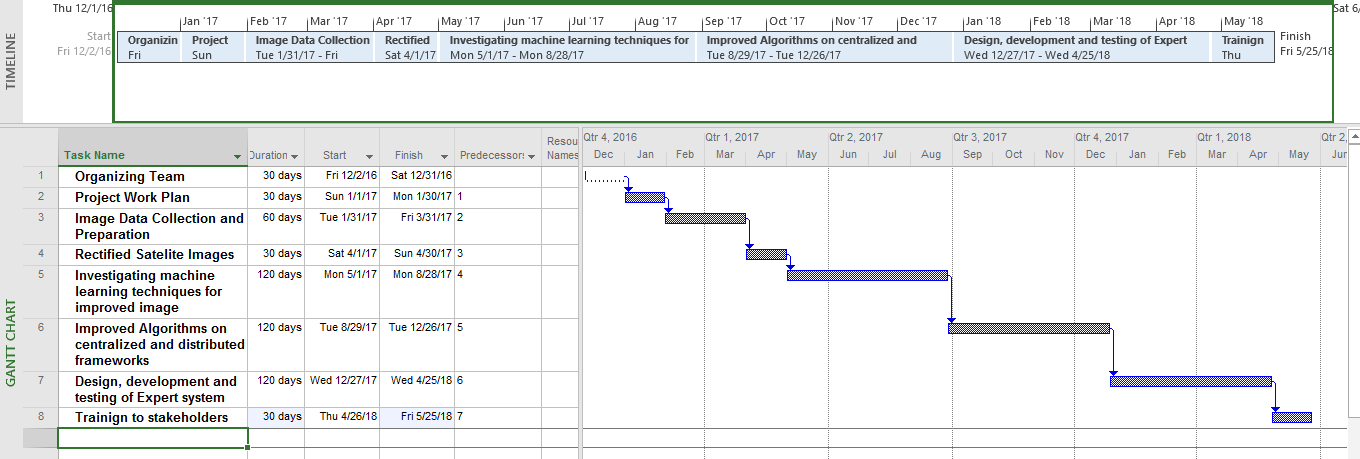 Thu 12/1/16
Sat 6/
Jan '17 Feb '17 Mar '17 Apr '17 May '17 Jun '17 Jul '17 Aug '17 Sep '17 Oct '17 Nov '17 Dec '17 Jan '18 Feb '18 Mar '18 Apr '18 May '18
TIMELINE
Start
Fri 12/2/16
Organizin
Fri
Project
Sun
Image Data Collection
Tue 1/31/17 - Fri
Rectified
Sat 4/1/17
Investigating machine learning techniques for
Mon 5/1/17 - Mon 8/28/17
Improved Algorithms on centralized and
Tue 8/29/17 - Tue 12/26/17
Design, development and testing of Expert
Wed 12/27/17 - Wed 4/25/18
Trainign
Thu
Finish
Fri 5/25/18
GANTT CHART
Task Name Duration Start Finish Predecessors Resou
Names
Qtr 4, 2016 Qtr 1, 2017 Qtr 2, 2017 Qtr 3, 2017 Qtr 4, 2017 Qtr 1, 2018 Qtr 2,
Dec Jan Feb Mar Apr May Jun Jul Aug Sep Oct Nov Dec Jan Feb Mar Apr May Jun
1 Organizing Team 30 days Fri 12/2/16 Sat 12/31/16
2 Project Work Plan 30 days Sun 1/1/17 Mon 1/30/17 1
3 Image Data Collection and 60 days Tue 1/31/17 Fri 3/31/17 2
Preparation
4 Rectified Satelite Images 30 days Sat 4/1/17 Sun 4/30/17 3
5 Investigating machine 120 days Mon 5/1/17 Mon 8/28/17 4
learning techniques for
improved image
6 Improved Algorithms on 120 days Tue 8/29/17 Tue 12/26/17 5
centralized and distributed
frameworks
7 Design, development and 120 days Wed 12/27/17 Wed 4/25/18 6
testing of Expert system
8 Trainign to stakeholders 30 days Thu 4/26/18 Fri 5/25/18 7